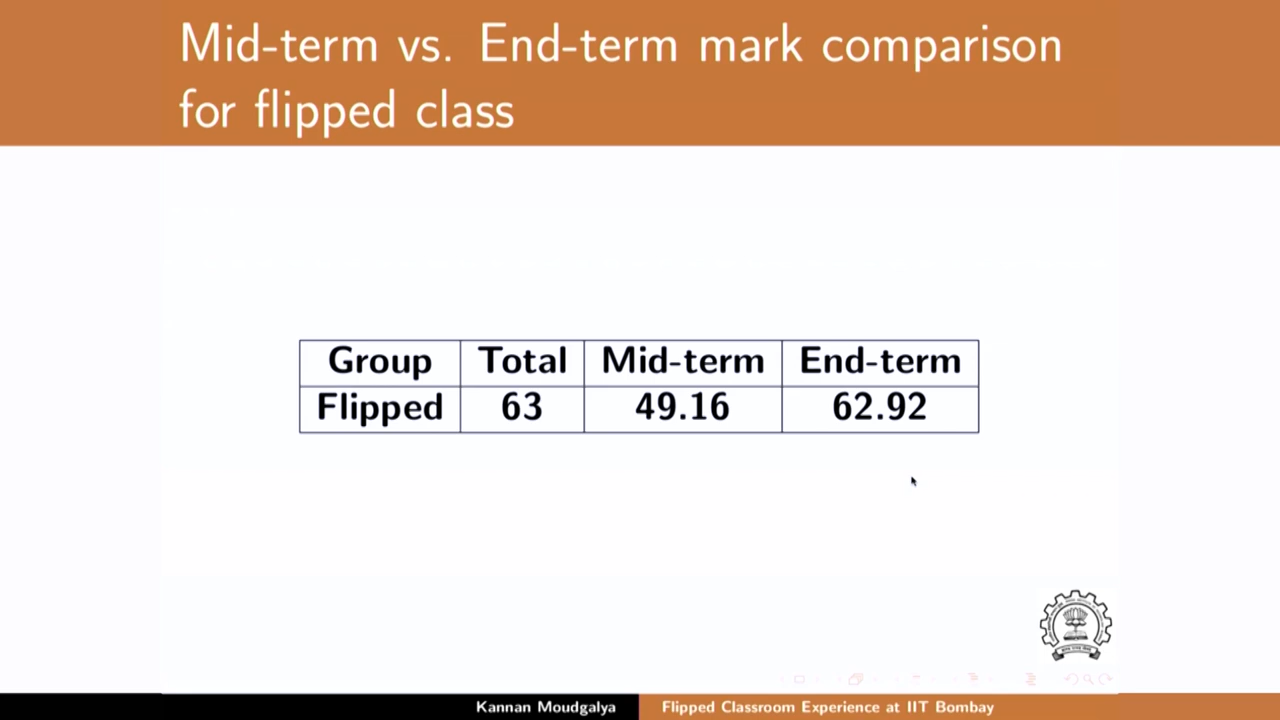 Mid-term vs. End-term mark comparison
for flipped class
Group Total Mid-term End-term
Flipped 63 49.16 62.92
Kannan Moudgalya Flipped Classroom Experience at IIT Bombay